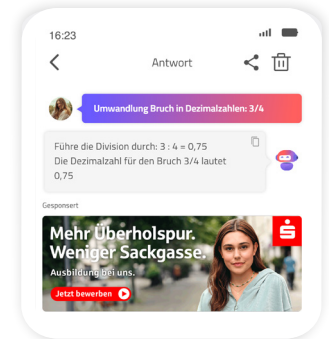 16:23
Antwort
Umwandlung Bruch in Dezimalzahlen: 3/4
Führe die Division durch: 3 : 4 = 0,75
Die Dezimalzahl für den Bruch 3/4 lautet
0,75
Gesponsert
Mehr Überholspur.
Weniger Sackgasse.
Ausbildung bei uns.
Jetzt bewerben